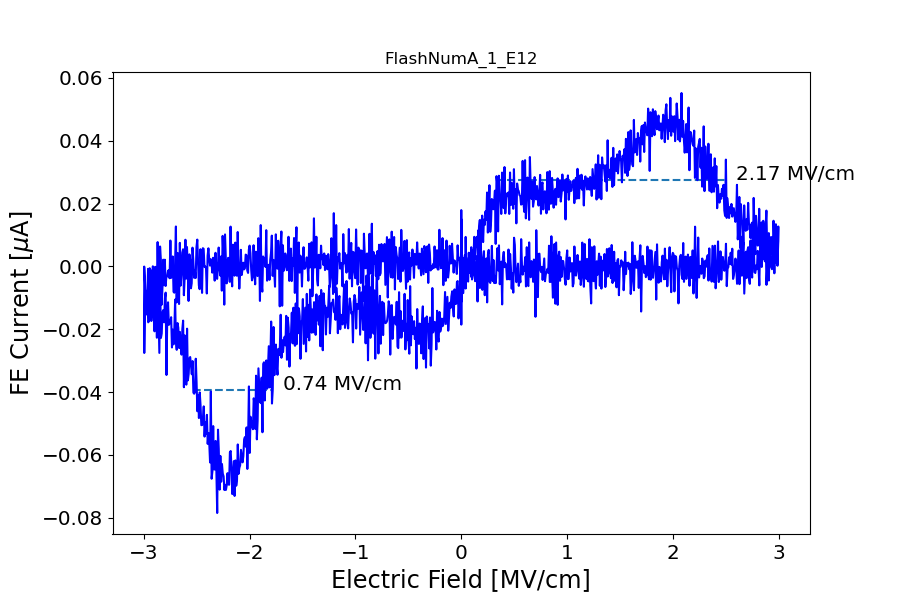 FlashNumA_1_E12
0.06
0.04
0.02
0.00
−0.02
−0.04
−0.06
−0.08
FE Current [μA]
2.17 MV/cm
0.74 MV/cm
−3 −2 −1 0 1 2 3
Electric Field [MV/cm]